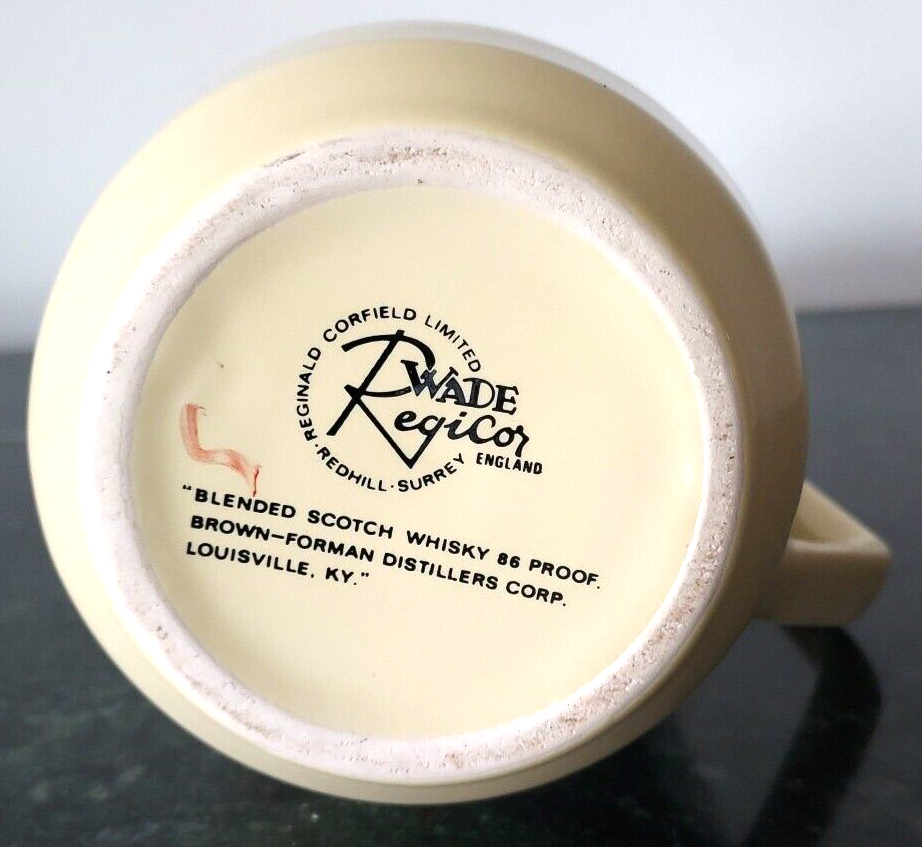 REGINALD CORFIELD LIMITED
WADE
RegiCor
ENGLAND
·REDHILL·SURREY
"BLENDED SCOTCH WHISKY 86 PROOF.
BROWN-FORMAN DISTILLERS CORP.
LOUISVILLE, KY."